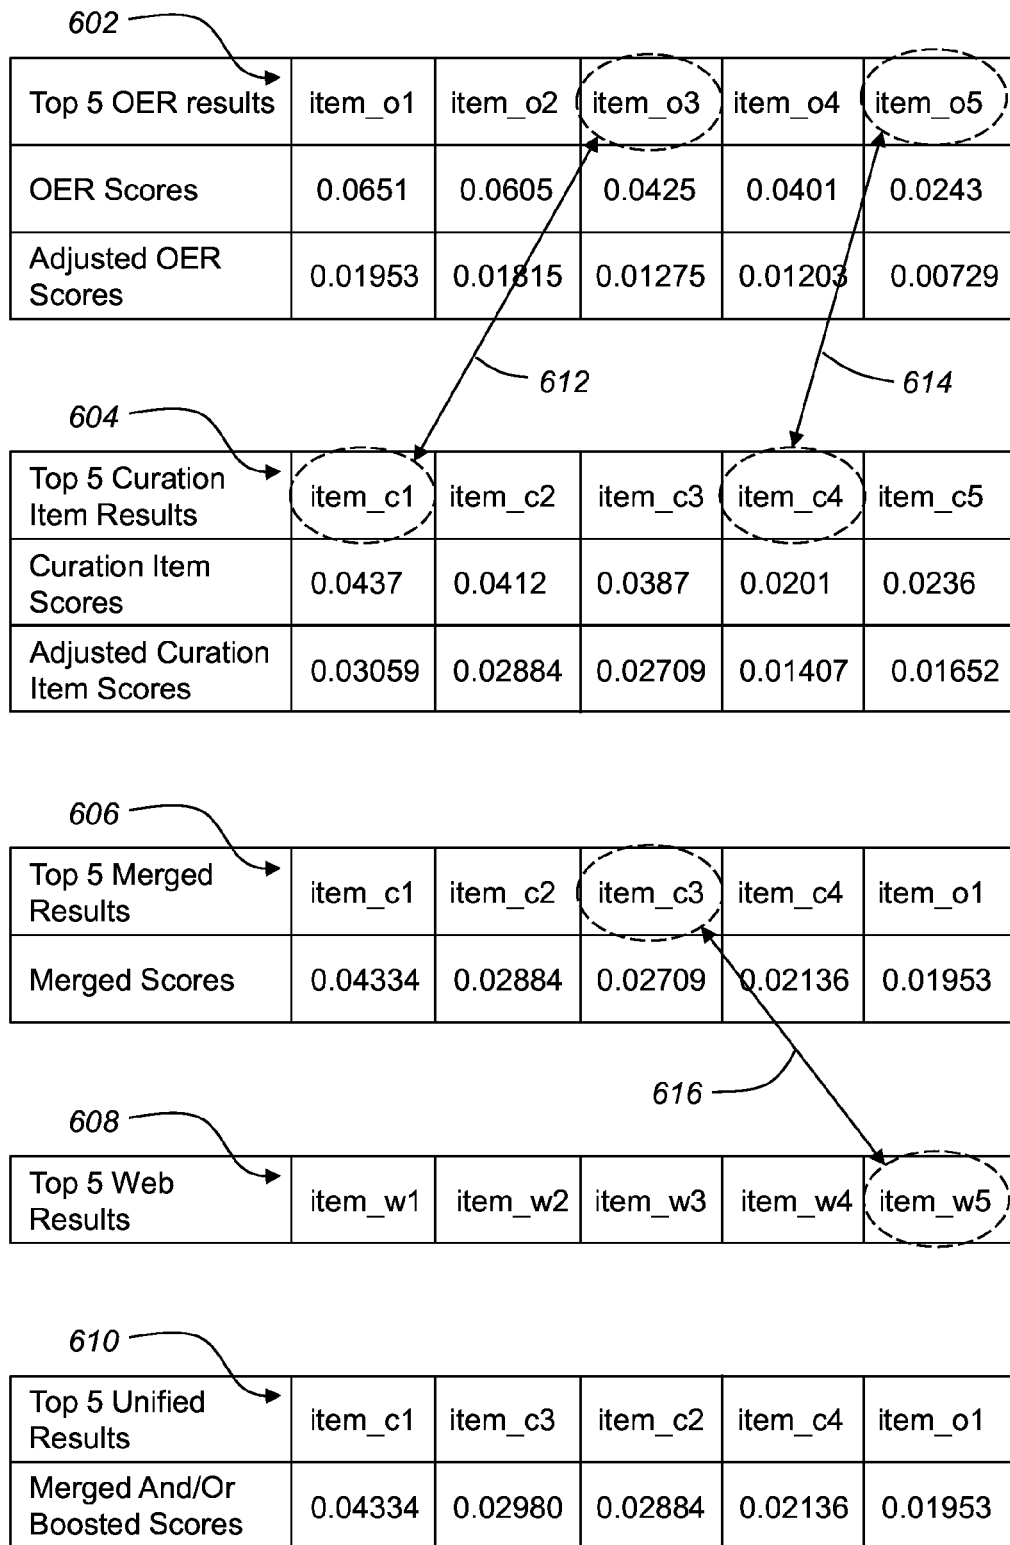 602
Top 5 OER results item_o1 item_o2 item_o3 item_o4 item_o5
OER Scores 0.0651 0.0605 0.0425 0.0401 0.0243
Adjusted OER
Scores 0.01953 0.01815 0.01275 0.01203 0.00729
612 614
604
Top 5 Curation
Item Results item_c1 item_c2 item_c3 item_c4 item_c5
Curation Item
Scores 0.0437 0.0412 0.0387 0.0201 0.0236
Adjusted Curation
Item Scores 0.03059 0.02884 0.02709 0.01407 0.01652
606
Top 5 Merged
Results item_c1 item_c2 item_c3 item_c4 item_o1
Merged Scores 0.04334 0.02884 0.02709 0.02136 0.01953
616
608
Top 5 Web
Results item_w1 item_w2 item_w3 item_w4 item_w5
610
Top 5 Unified
Results item_c1 item_c3 item_c2 item_c4 item_o1
Merged And/Or
Boosted Scores 0.04334 0.02980 0.02884 0.02136 0.01953